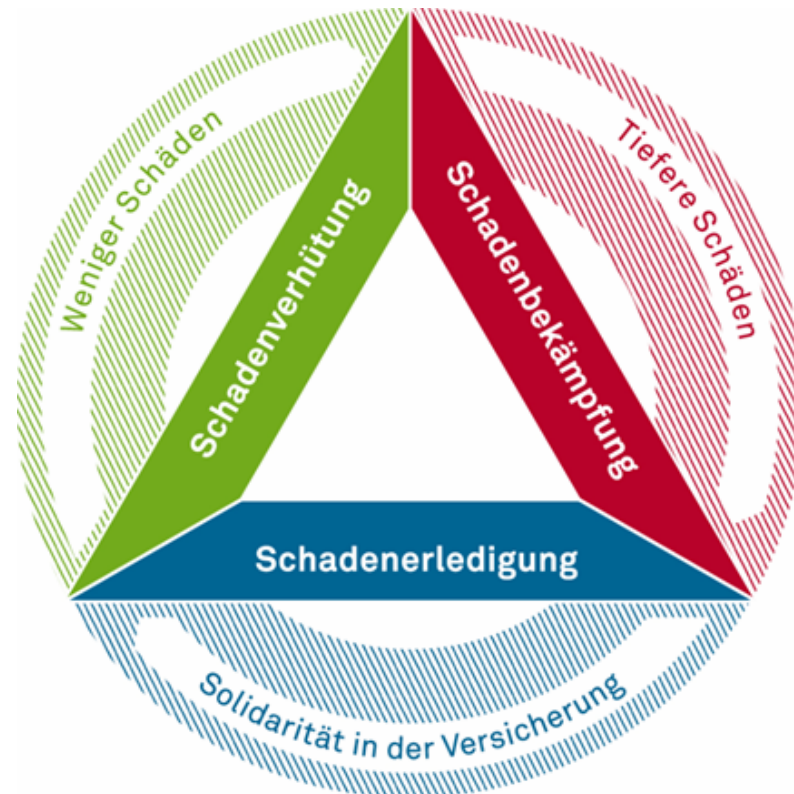 Weniger Schäden
Tiefere Schäden
Schadenverhütung
Schadenbekämpfung
Schadenerledigung
Solidarität in der Versicherung